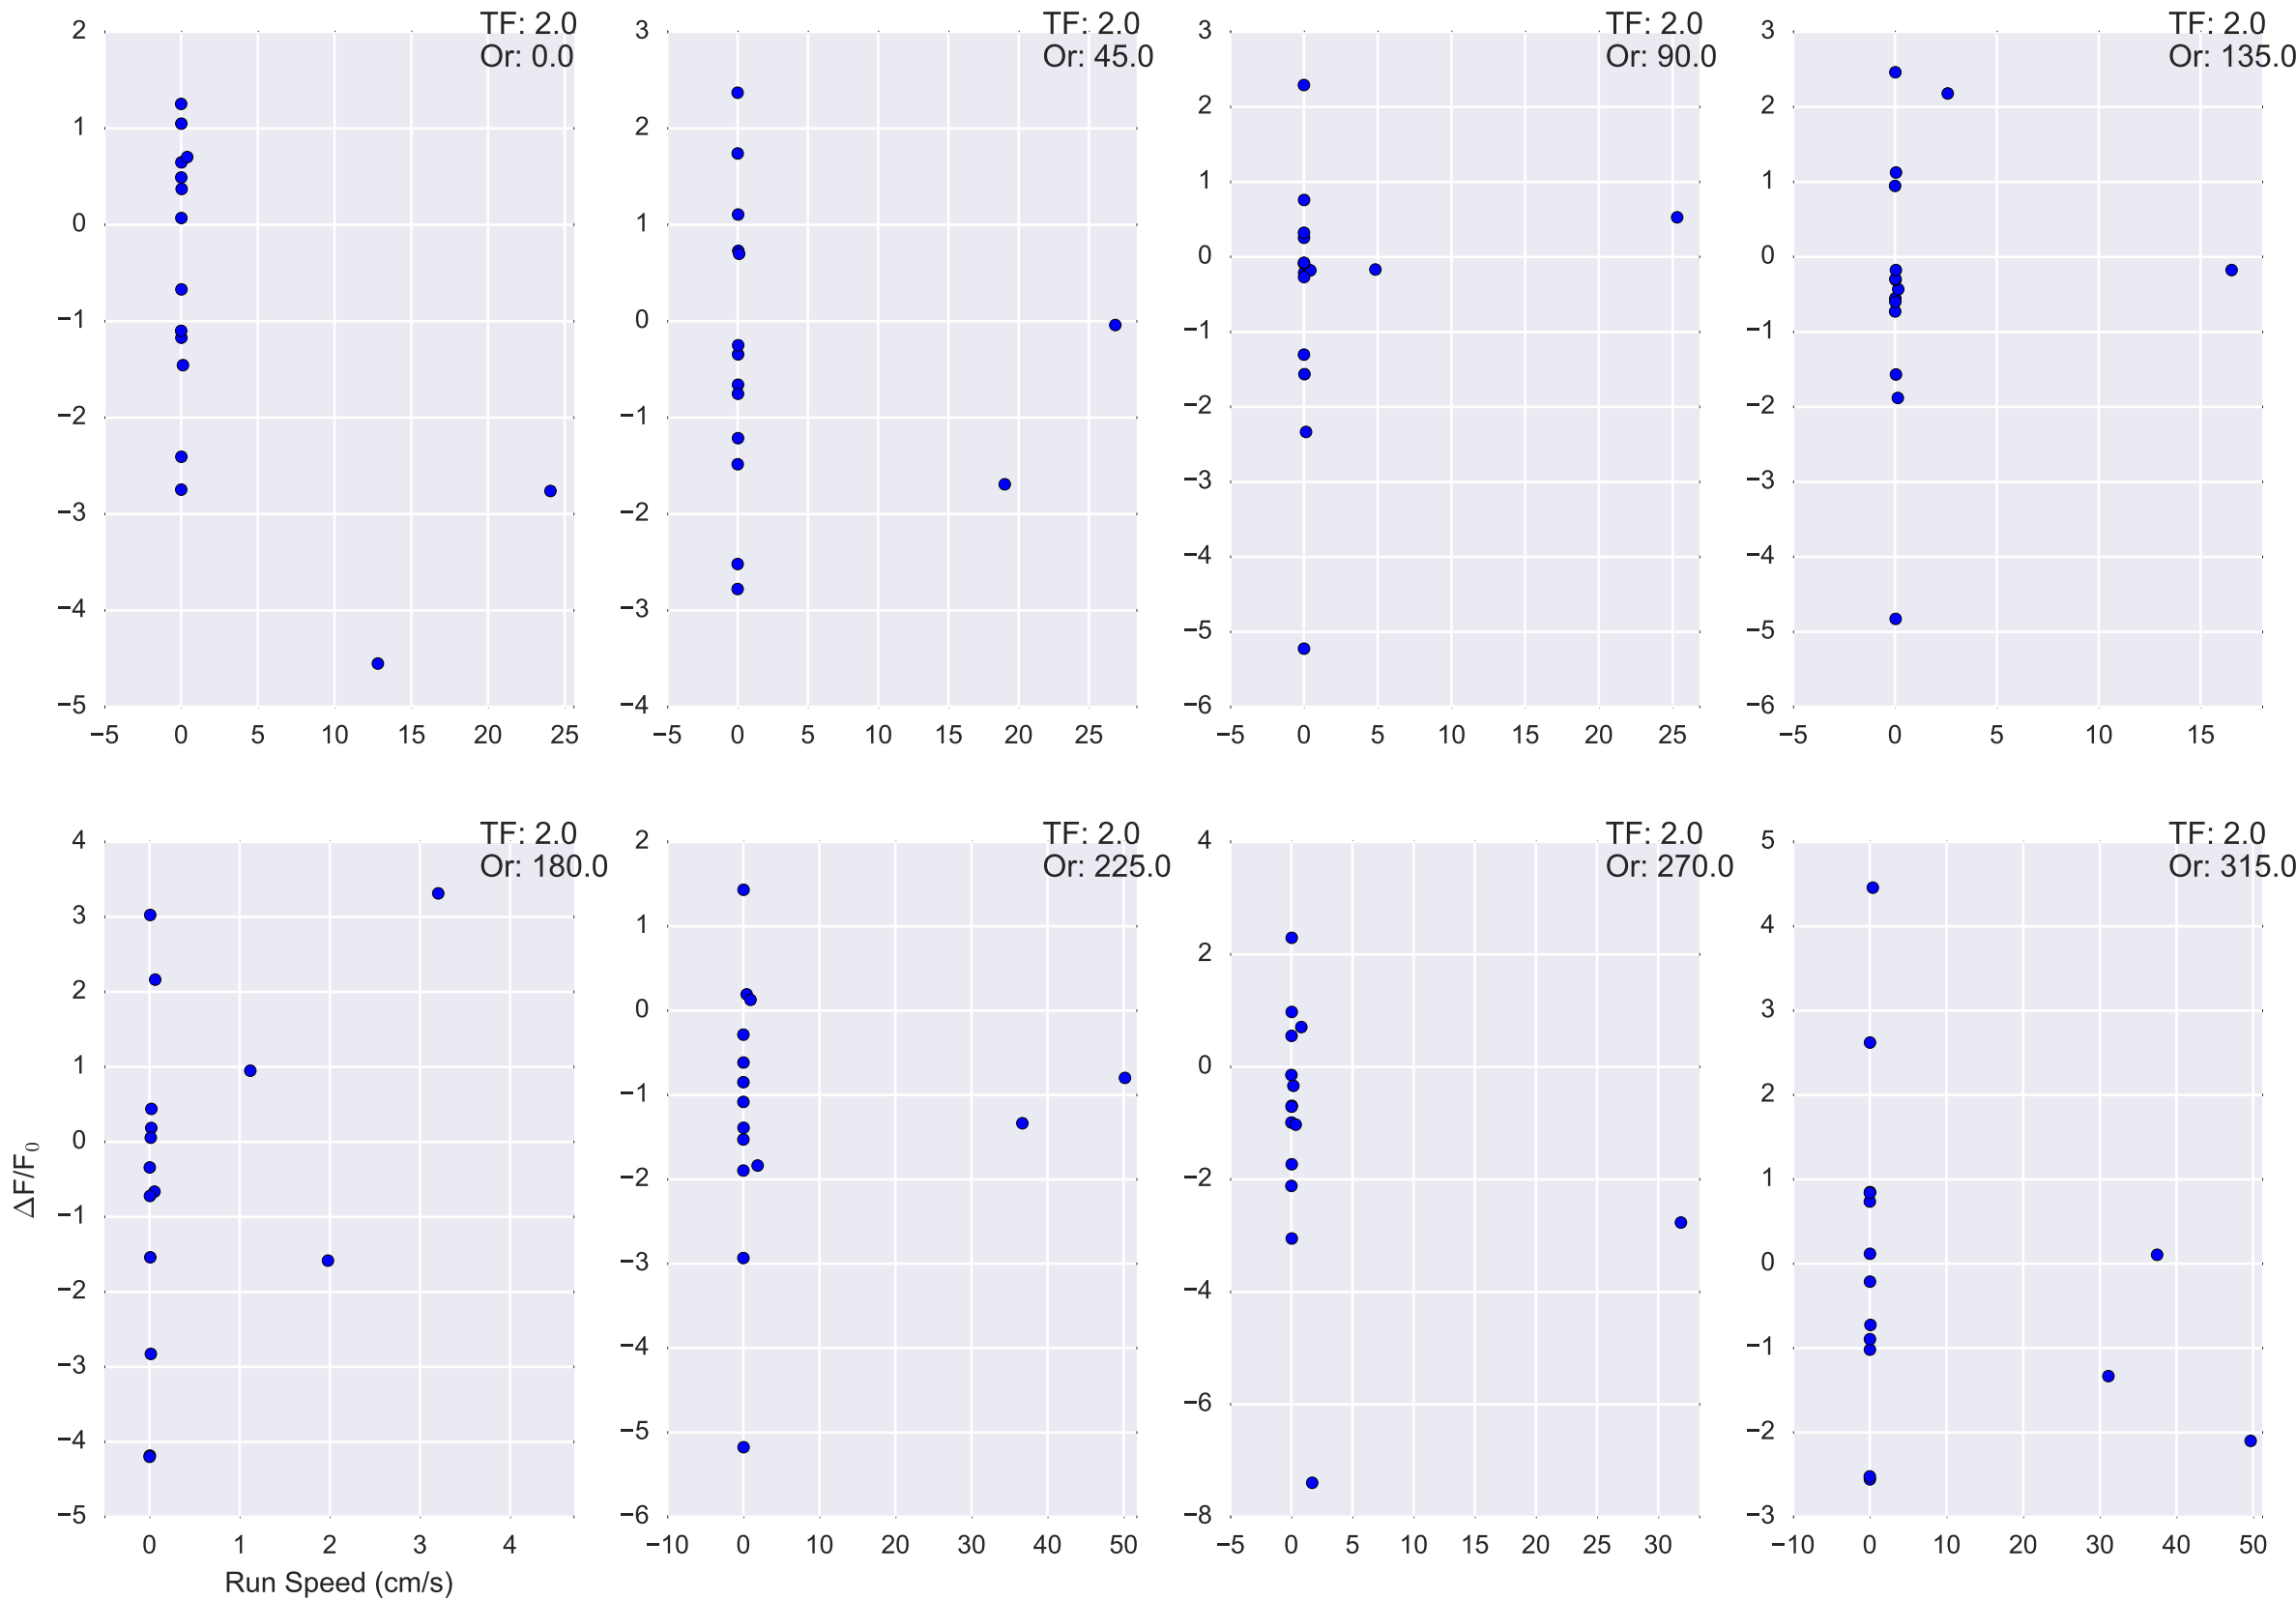 TF: 2.0
Or: 0.0
2
1
0
−1
−2
−3
−4
−5
−5 0 5 10 15 20 25
TF: 2.0
Or: 45.0
3
2
1
0
−1
−2
−3
−4
−5 0 5 10 15 20 25
TF: 2.0
Or: 90.0
3
2
1
0
−1
−2
−3
−4
−5
−6
−5 0 5 10 15 20 25
TF: 2.0
Or: 135.0
3
2
1
0
−1
−2
−3
−4
−5
−6
−5 0 5 10 15
TF: 2.0
Or: 180.0
4
3
2
1
0
−1
−2
−3
−4
−5
ΔF/F0
0 1 2 3 4
Run Speed (cm/s)
TF: 2.0
Or: 225.0
2
1
0
−1
−2
−3
−4
−5
−6
−10 0 10 20 30 40 50
TF: 2.0
Or: 270.0
4
2
0
−2
−4
−6
−8
−5 0 5 10 15 20 25 30
TF: 2.0
Or: 315.0
5
4
3
2
1
0
−1
−2
−3
−10 0 10 20 30 40 50